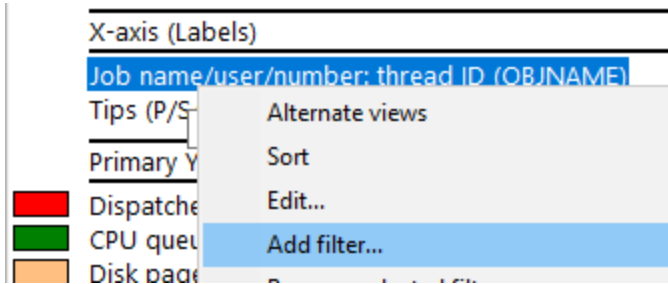 X-axis (Labels)
Job name/user/number: thread ID (OBJNAME)
Tips (P/S
Alternate views
Sort
Primary Y
Edit...
Dispatche
Add filter...
CPU queu
Disk page